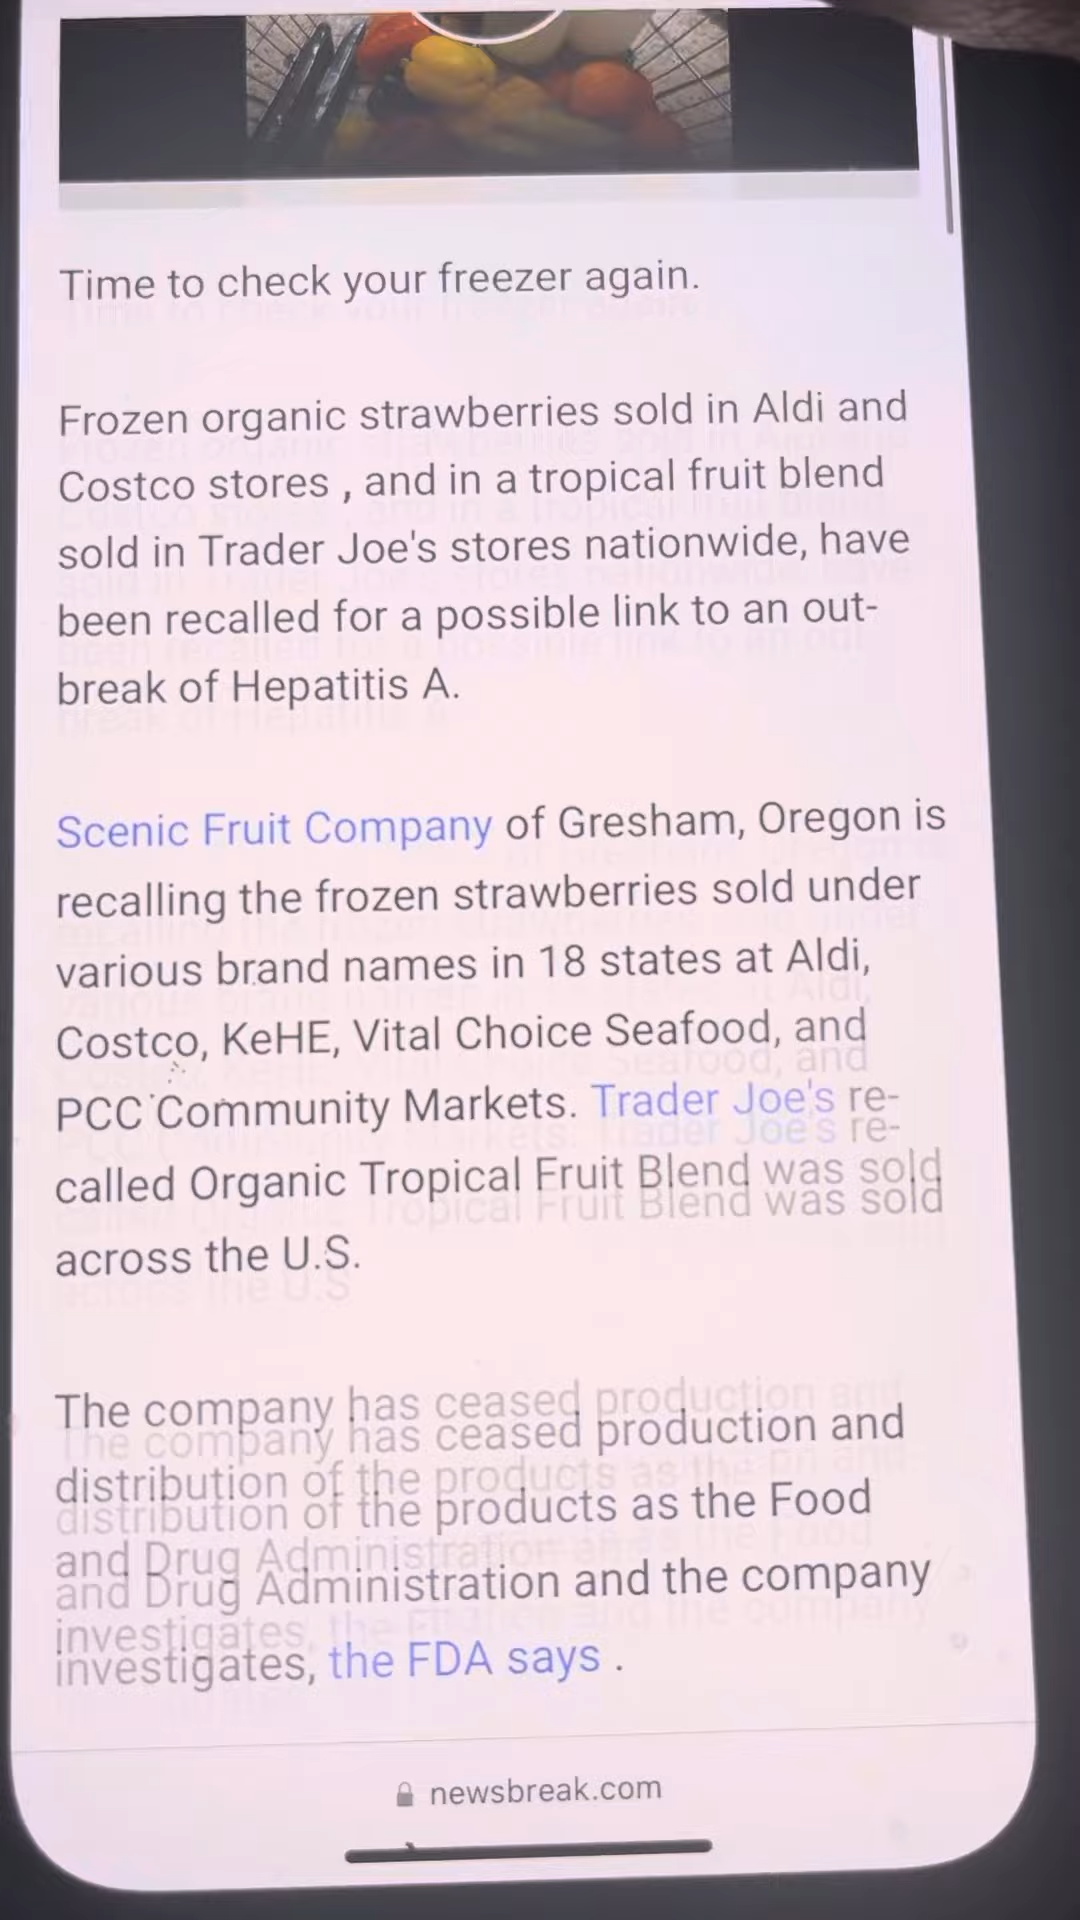 Time to check your freezer again.
Frozen organic strawberries sold in Aldi and
Costco stores , and in a tropical fruit blend
sold in Trader Joe's stores nationwide, have
been recalled for a possible link to an out-
break of Hepatitis A.
Scenic Fruit Company of Gresham, Oregon is
recalling the frozen strawberries sold under
various brand names in 18 states at Aldi,
Costco, KeHE, Vital Choice Seafood, and
PCC Community Markets. Trader Joe's re-
called Organic Tropical Fruit Blend was sold
across the U.S.
The company has ceased production and
distribution of the products as the Food
and Drug Administration and the company
investigates, the FDA says .
newsbreak.com